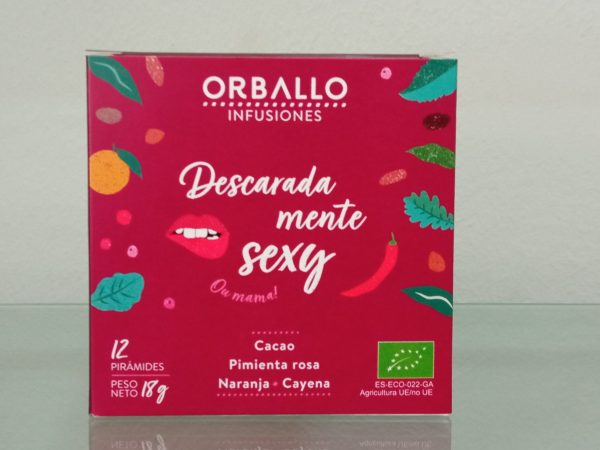 ORBALLO
INFUSIONES
Descarada
mente
sexy
Ou mama!
12
PIRÁMIDES
PESO
NETO 18g
Cacao
Pimienta rosa
Naranja + Cayena
ES-ECO-022-GA
Agricultura UE/no UE